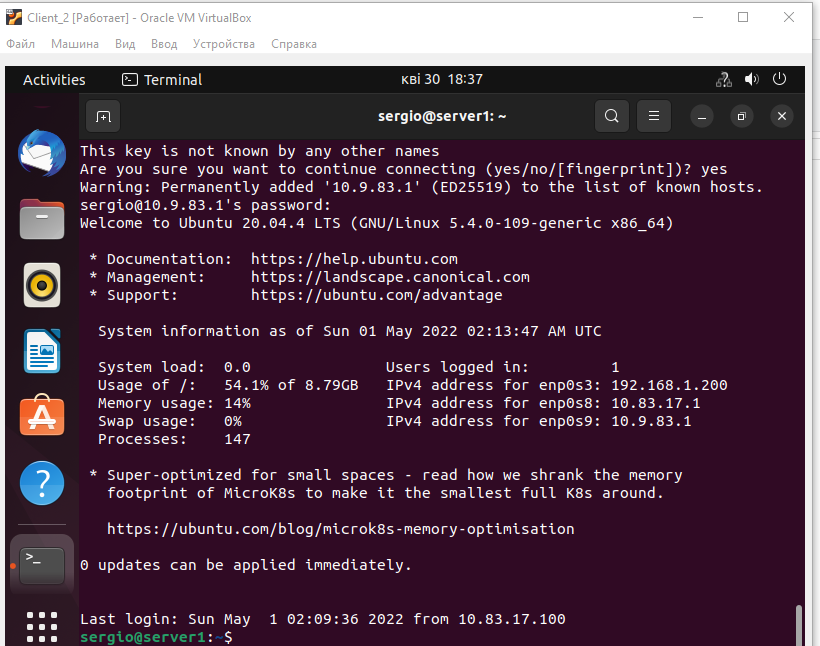 Client_2 [Работает] - Oracle VM VirtualBox
Файл Машина Вид Ввод Устройства Справка
Activities Terminal кві 30 18:37
sergio@server1: ~
This key is not known by any other names
Are you sure you want to continue connecting (yes/no/[fingerprint])? yes
Warning: Permanently added '10.9.83.1' (ED25519) to the list of known hosts.
sergio@10.9.83.1's password:
Welcome to Ubuntu 20.04.4 LTS (GNU/Linux 5.4.0-109-generic x86_64)
* Documentation: https://help.ubuntu.com
* Management: https://landscape.canonical.com
* Support: https://ubuntu.com/advantage
System information as of Sun 01 May 2022 02:13:47 AM UTC
System load: 0.0 Users logged in: 1
Usage of /: 54.1% of 8.79GB IPv4 address for enp0s3: 192.168.1.200
Memory usage: 14% IPv4 address for enp0s8: 10.83.17.1
Swap usage: 0% IPv4 address for enp0s9: 10.9.83.1
Processes: 147
* Super-optimized for small spaces - read how we shrank the memory
footprint of MicroK8s to make it the smallest full K8s around.
https://ubuntu.com/blog/microk8s-memory-optimisation
0 updates can be applied immediately.
Last login: Sun May 1 02:09:36 2022 from 10.83.17.100
sergio@server1:~$